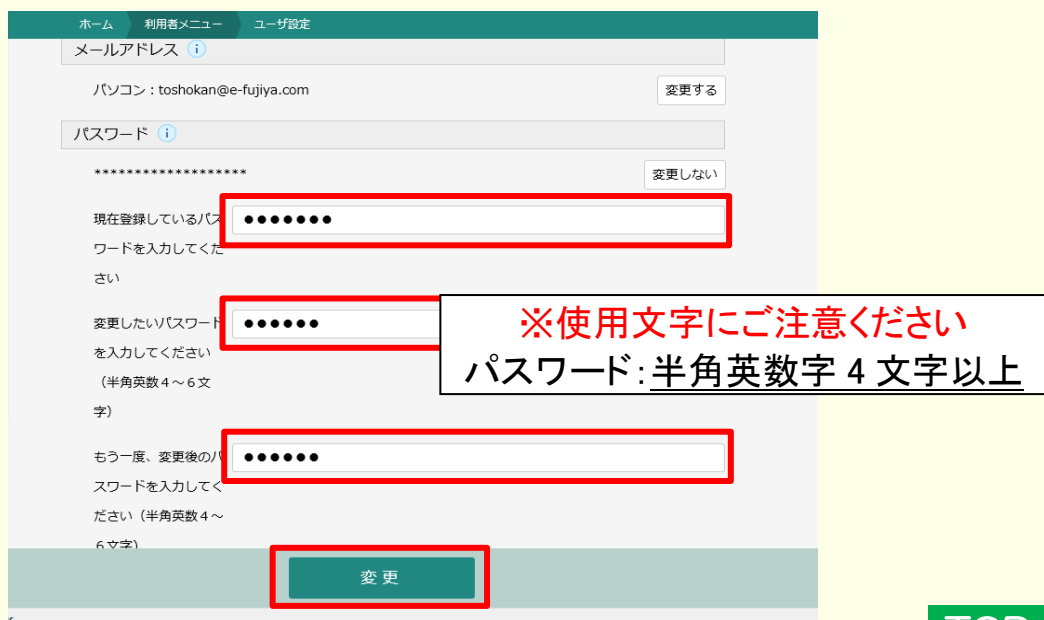 ホーム 利用者メニュー ユーザ設定
メールアドレス i
パソコン：toshokan@e-fujiya.com 変更する
パスワード i
******************* 変更しない
現在登録しているパス ●●●●●●●
ワードを入力してくだ
さい
変更したいパスワード ●●●●●●
を入力してください
（半角英数４～６文
字）
※使用文字にご注意ください
パスワード：半角英数字４文字以上
もう一度、変更後のパ ●●●●●●
スワードを入力してく
ださい（半角英数４～
６文字）
変更
TOP